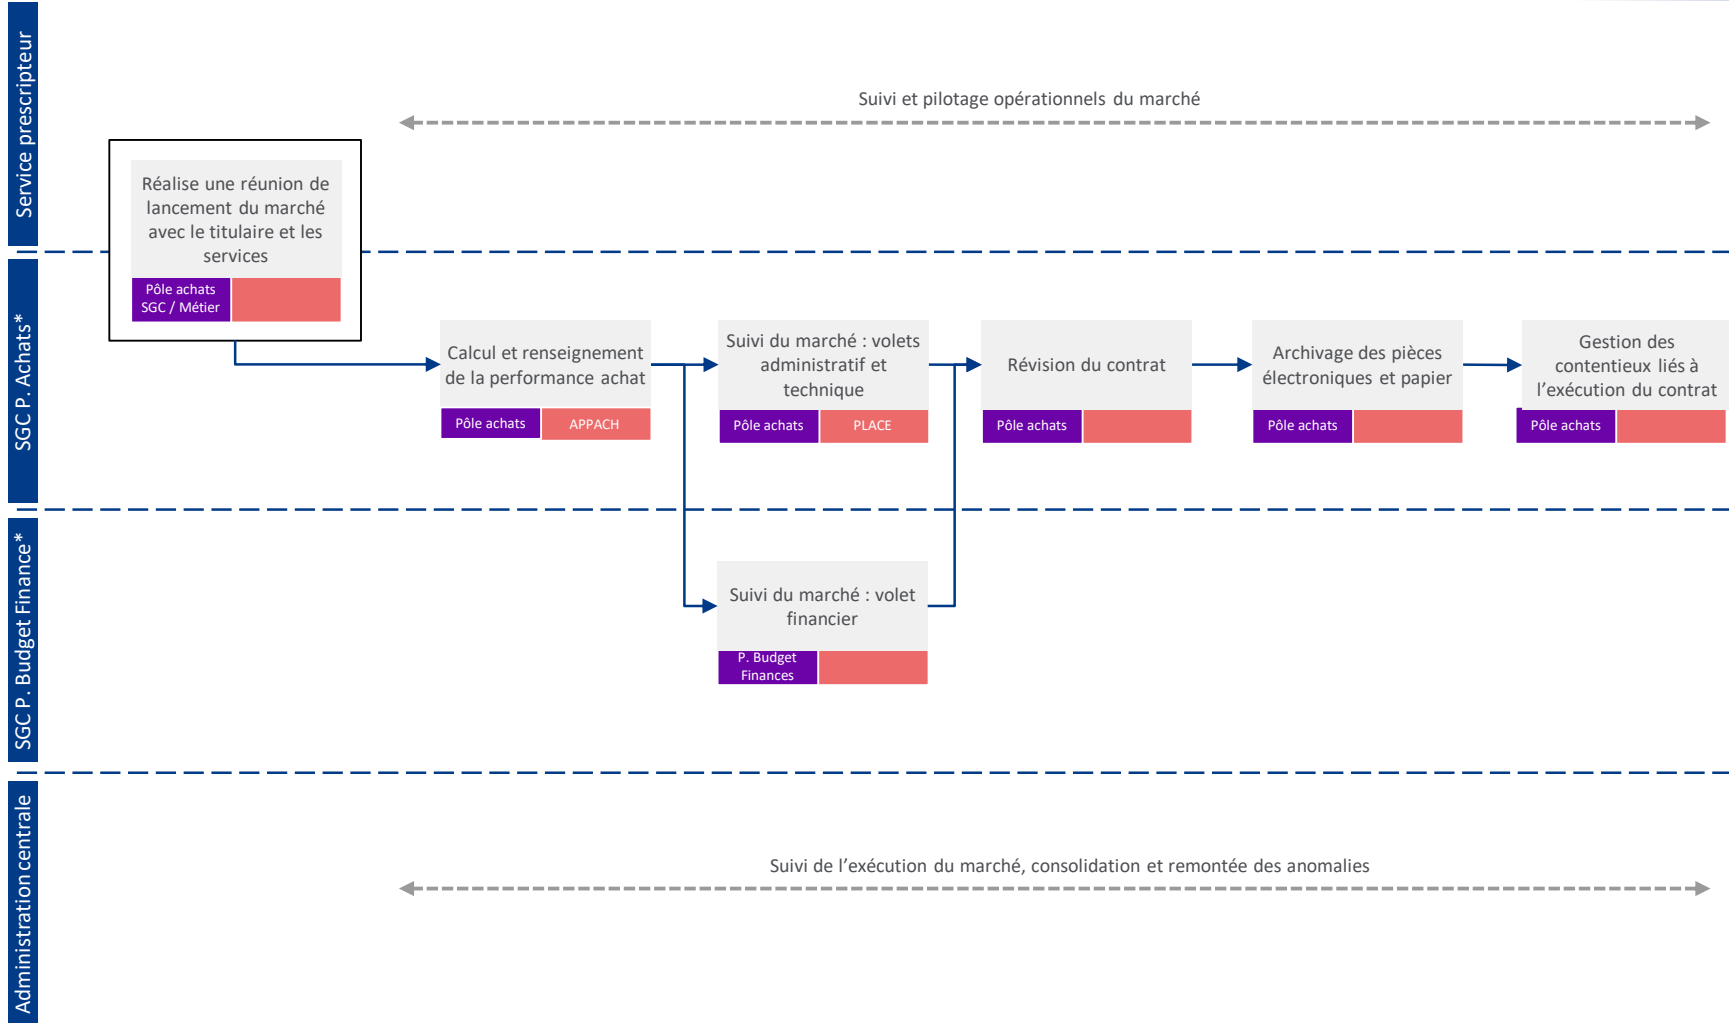 Service prescripteur
Suivi et pilotage opérationnels du marché
Réalise une réunion de
lancement du marché
avec le titulaire et les
services
Pôle achats
SGC / Métier
SGC P. Achats*
Calcul et renseignement
de la performance achat
Pôle achats
APPACH
Suivi du marché : volets
administratif et
technique
Pôle achats
PLACE
Révision du contrat
Pôle achats
Archivage des pièces
électroniques et papier
Pôle achats
Gestion des
contentieux liés à
l’exécution du contrat
Pôle achats
SGC P. Budget Finance*
Suivi du marché : volet
financier
P. Budget
Finances
Administration centrale
Suivi de l’exécution du marché, consolidation et remontée des anomalies